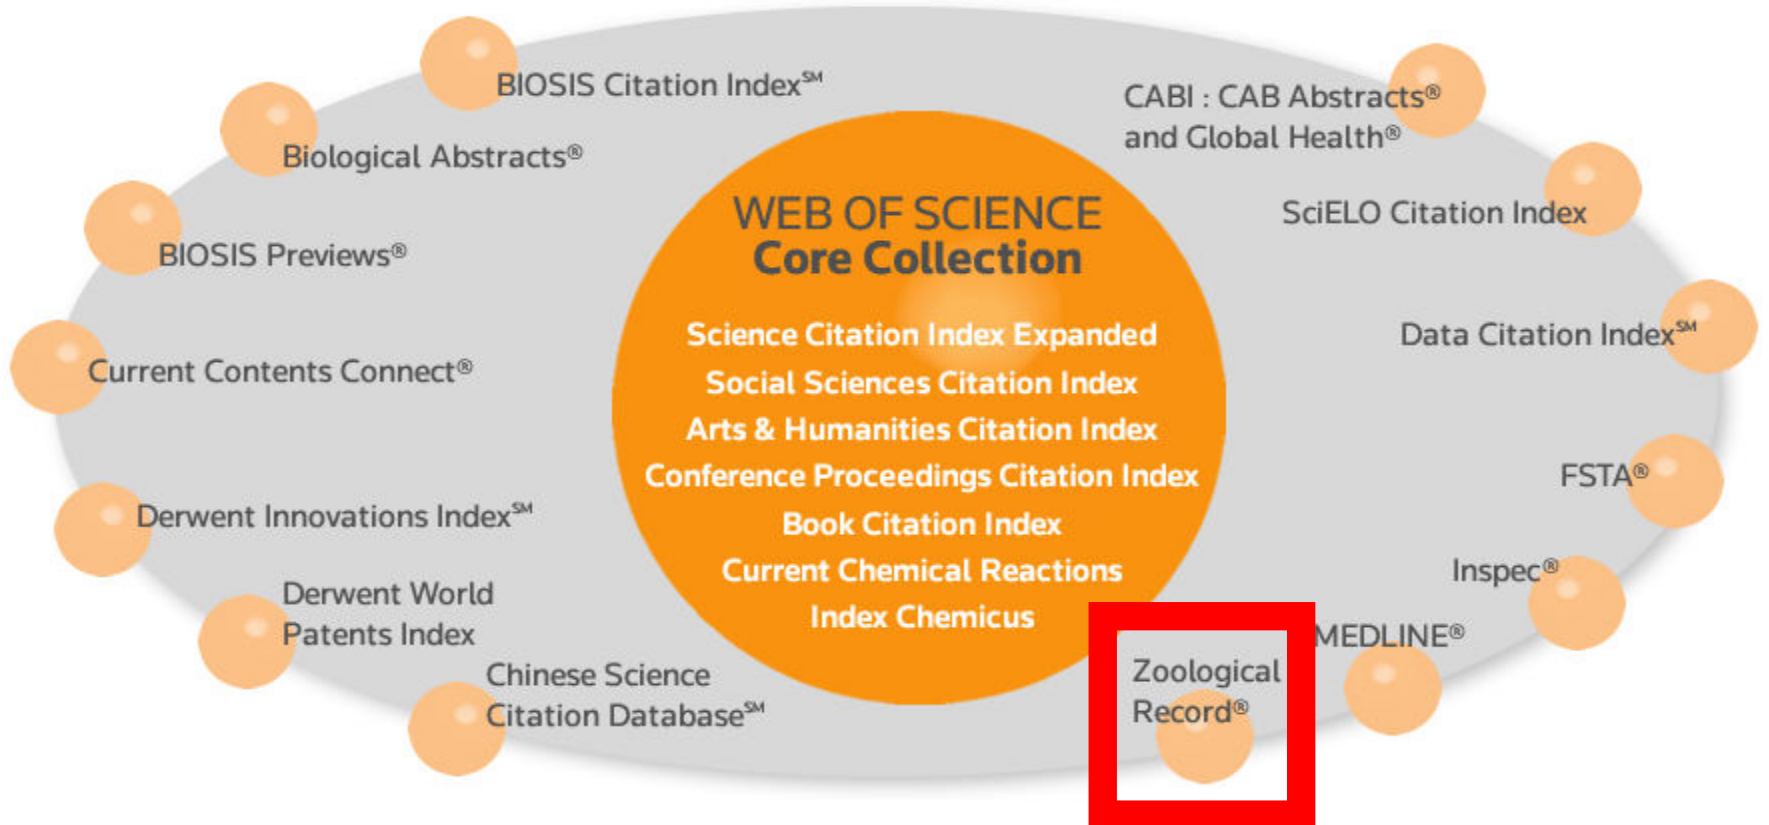 BIOSIS Citation Index℠
Biological Abstracts®
BIOSIS Previews®
Current Contents Connect®
Derwent Innovations Index℠
Derwent World
Patents Index
Chinese Science
Citation Database℠
WEB OF SCIENCE
Core Collection
Science Citation Index Expanded
Social Sciences Citation Index
Arts & Humanities Citation Index
Conference Proceedings Citation Index
Book Citation Index
Current Chemical Reactions
Index Chemicus
CABI : CAB Abstracts®
and Global Health®
SciELO Citation Index
Data Citation Index℠
FSTA®
Inspec®
MEDLINE®
Zoological
Record®